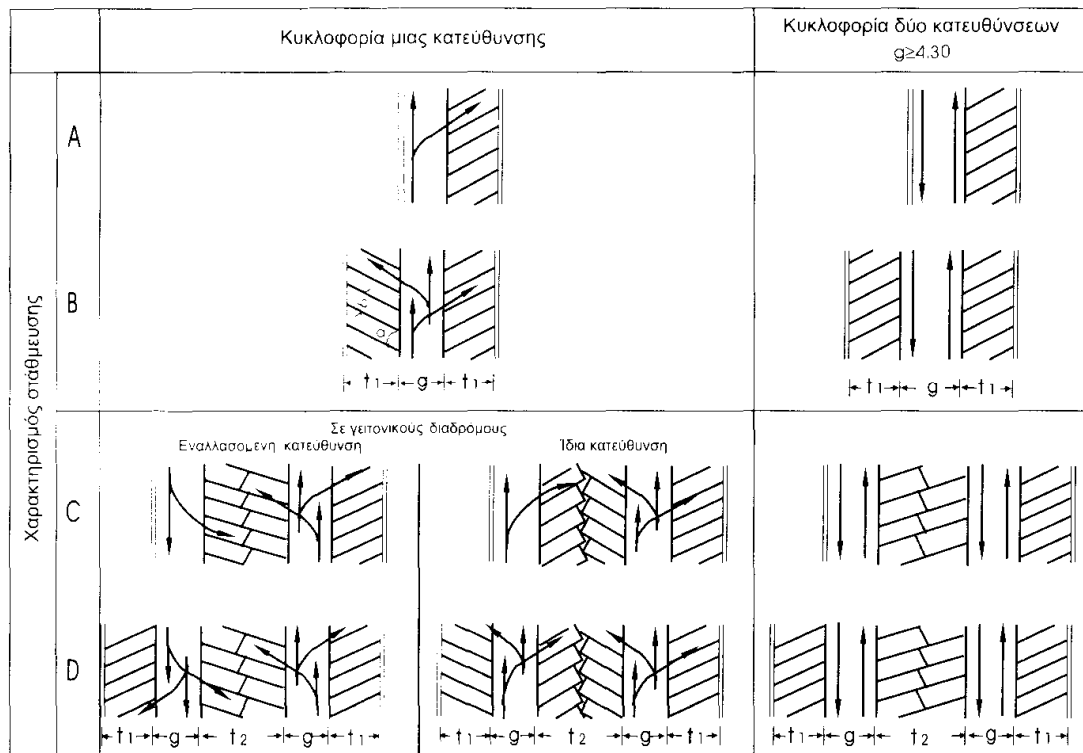 Κυκλοφορία μιας κατεύθυνσης
Κυκλοφορία δύο κατευθύνσεων
g≥4.30
Χαρακτηρισμός στάθμευσης
A
B
α
t1 g t1
t1 g t1
C
Σε γειτονικούς διαδρόμους
Εναλλασομενη κατεύθυνση
Ίδια κατεύθυνση
D
t1 g t2 g t1
t1 g t2 g t1
t1 g t2 g t1